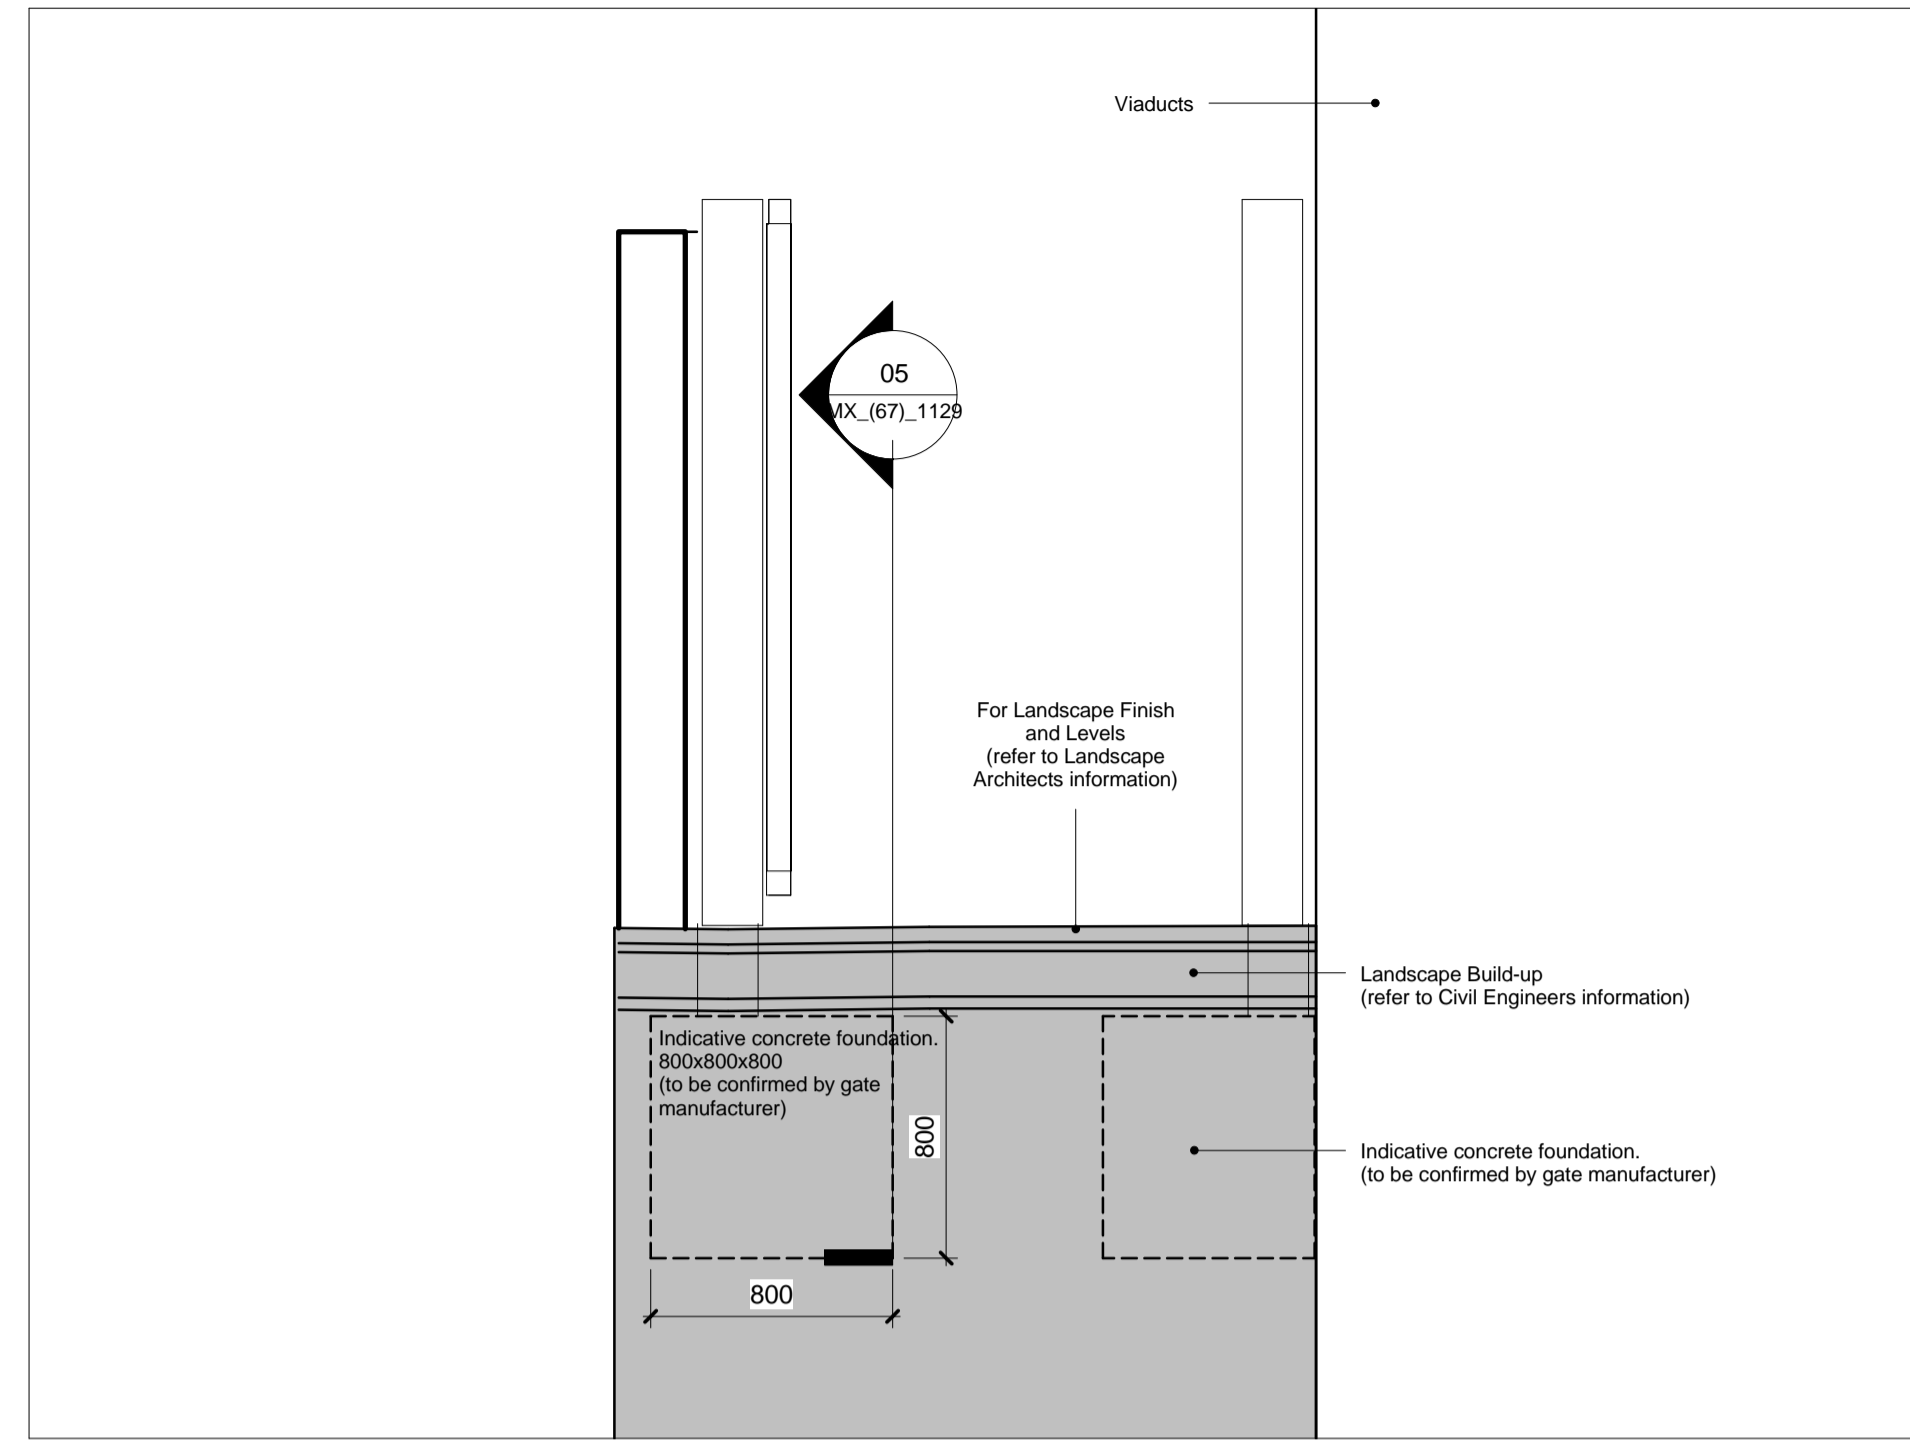 Viaducts
05
MX_(67)_1129
For Landscape Finish
and Levels
(refer to Landscape
Architects information)
Landscape Build-up
(refer to Civil Engineers information)
Indicative concrete foundation.
800x800x800
(to be confirmed by gate
manufacturer)
800
Indicative concrete foundation.
(to be confirmed by gate manufacturer)
800